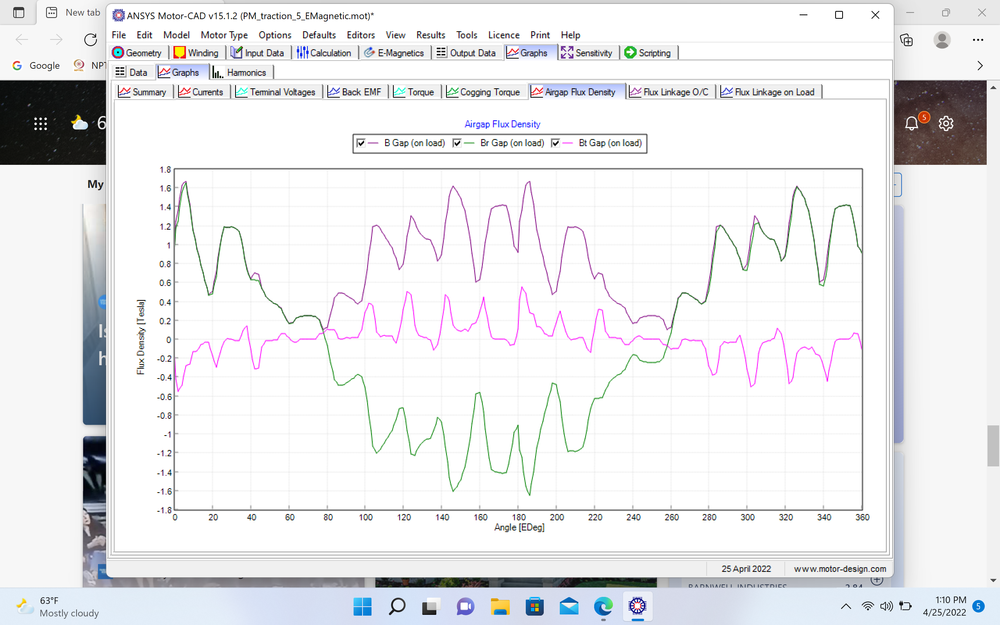 New tab
ANSYS Motor-CAD v15.1.2 (PM_traction_5_EMagnetic.mot)*
File Edit Model Motor Type Options Defaults Editors View Results Tools Licence Print Help
Geometry Winding Input Data Calculation E-Magnetics Output Data Graphs Sensitivity Scripting
Google
Data Graphs Harmonics
Summary Currents Terminal Voltages Back EMF Torque Cogging Torque Airgap Flux Density Flux Linkage O/C Flux Linkage on Load
6
5
Airgap Flux Density
B Gap (on load) Br Gap (on load) Bt Gap (on load)
My
Flux Density [Tesla]
1.8
1.6
1.4
1.2
1
0.8
0.6
0.4
0.2
0
-0.2
-0.4
-0.6
-0.8
-1
-1.2
-1.4
-1.6
-1.8
0 20 40 60 80 100 120 140 160 180 200 220 240 260 280 300 320 340 360
Angle [EDeg]
25 April 2022 www.motor-design.com
BARNWELL INDUSTRIES 2.84
63°F
Mostly cloudy
1:10 PM
4/25/2022
5